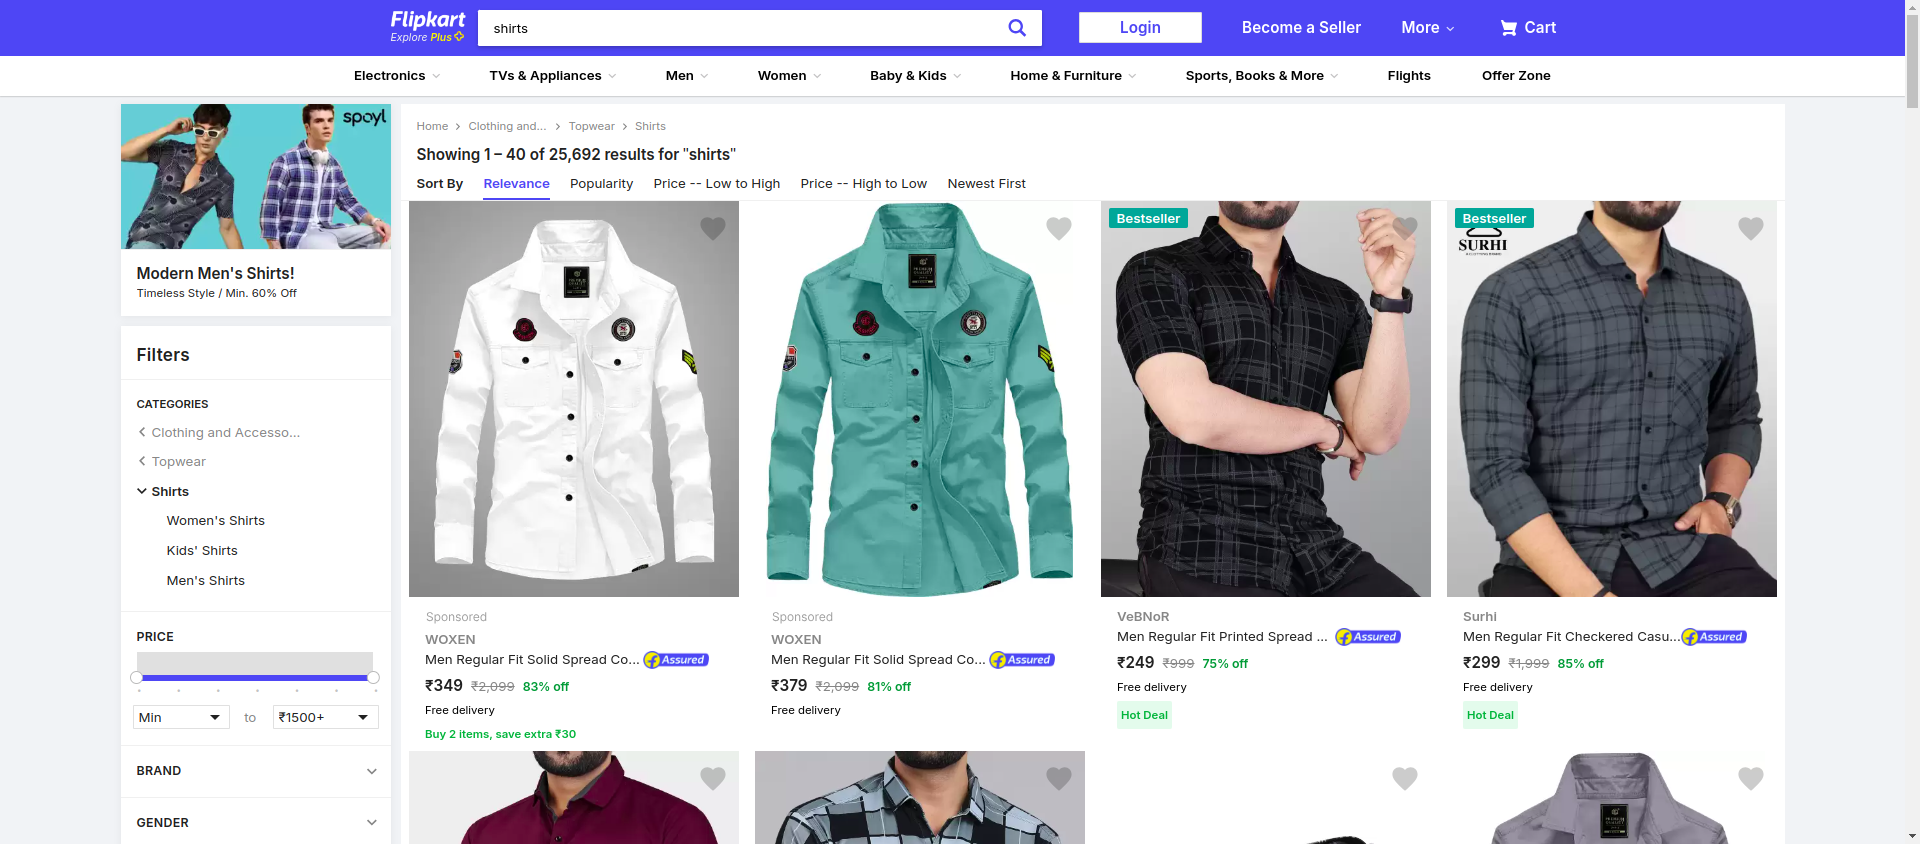 Flipkart
Explore Plus
shirts
Login
Become a Seller
More
Cart
Electronics
TVs & Appliances
Men
Women
Baby & Kids
Home & Furniture
Sports, Books & More
Flights
Offer Zone
spoyl
Modern Men's Shirts!
Timeless Style / Min. 60% Off
Filters
CATEGORIES
Clothing and Accesso...
Topwear
Shirts
Women's Shirts
Kids' Shirts
Men's Shirts
PRICE
Min
to
₹1500+
BRAND
GENDER
Home
Clothing and...
Topwear
Shirts
Showing 1 – 40 of 25,692 results for "shirts"
Sort By
Relevance
Popularity
Price -- Low to High
Price -- High to Low
Newest First
Sponsored
WOXEN
Men Regular Fit Solid Spread Co...
Assured
₹349 ₹2,099 83% off
Free delivery
Buy 2 items, save extra ₹30
Sponsored
WOXEN
Men Regular Fit Solid Spread Co...
Assured
₹379 ₹2,099 81% off
Free delivery
Bestseller
VeBNoR
Men Regular Fit Printed Spread ...
Assured
₹249 ₹999 75% off
Free delivery
Hot Deal
Bestseller
SURHI
Surhi
Men Regular Fit Checkered Casu...
Assured
₹299 ₹1,999 85% off
Free delivery
Hot Deal